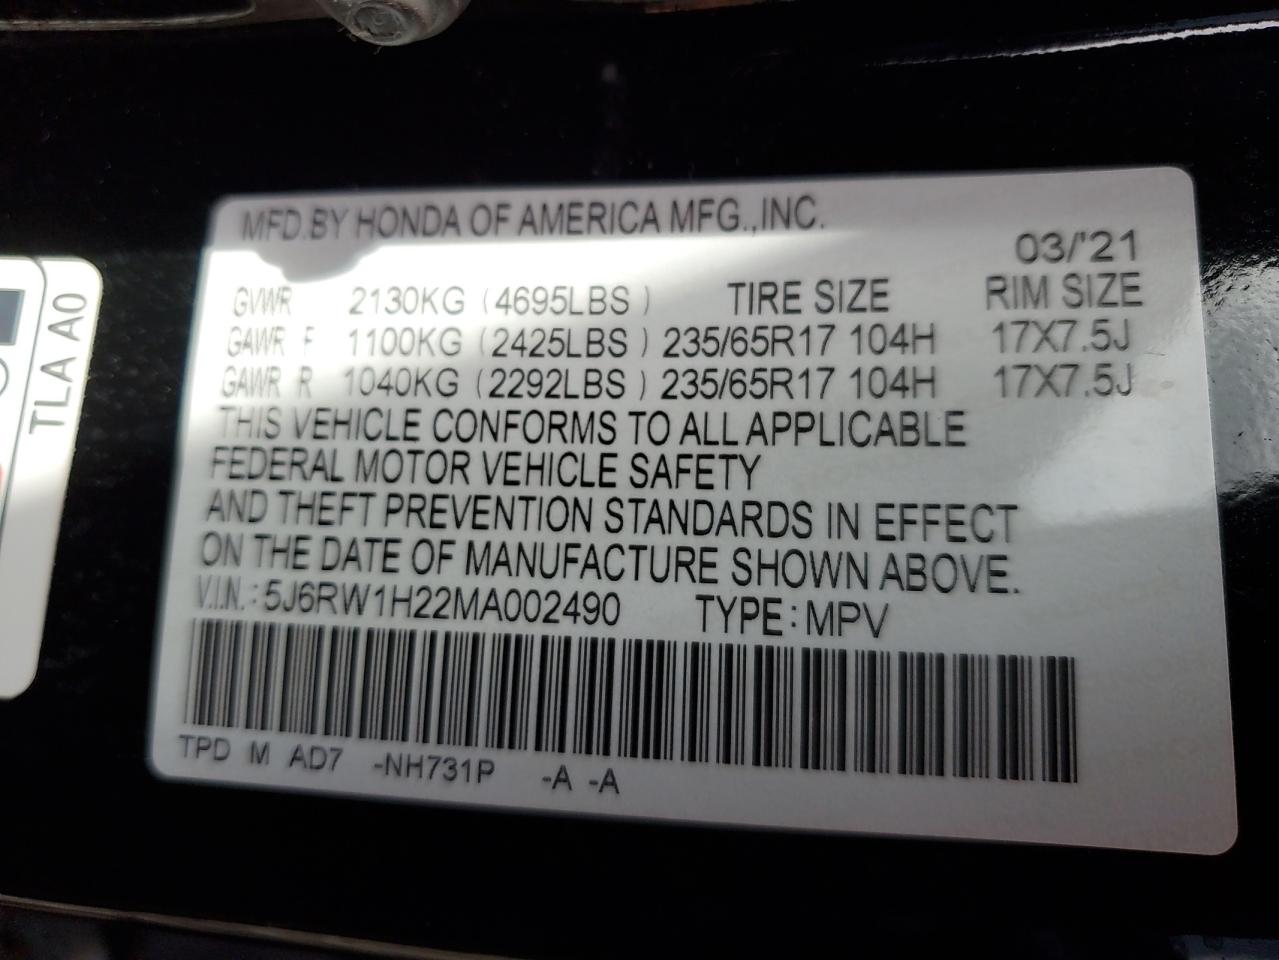 MFD.BY HONDA OF AMERICA MFG.,INC.
03/'21
GVWR 2130KG (4695LBS) TIRE SIZE RIM SIZE
GAWR F 1100KG (2425LBS) 235/65R17 104H 17X7.5J
GAWR R 1040KG (2292LBS) 235/65R17 104H 17X7.5J
THIS VEHICLE CONFORMS TO ALL APPLICABLE
FEDERAL MOTOR VEHICLE SAFETY
AND THEFT PREVENTION STANDARDS IN EFFECT
ON THE DATE OF MANUFACTURE SHOWN ABOVE.
V.I.N.: 5J6RW1H22MA002490 TYPE: MPV
TPD M AD7 -NH731P -A -A
TLA A0